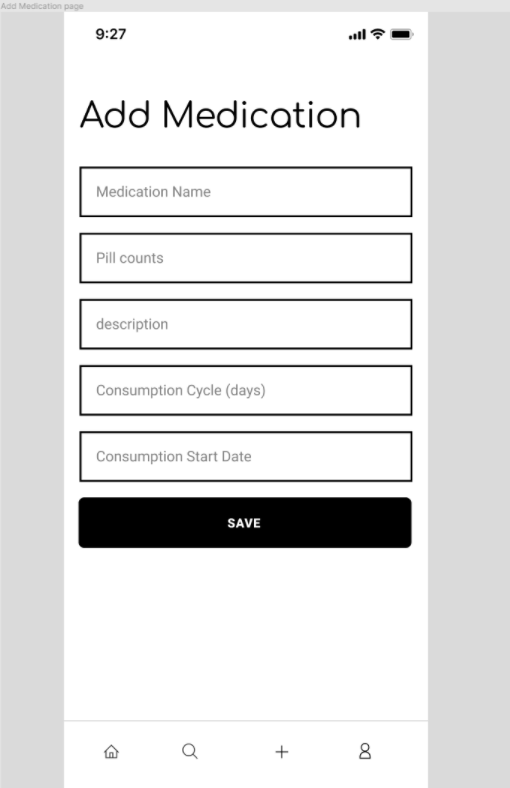 Add Medication page
9:27
Add Medication
Medication Name
Pill counts
description
Consumption Cycle (days)
Consumption Start Date
SAVE